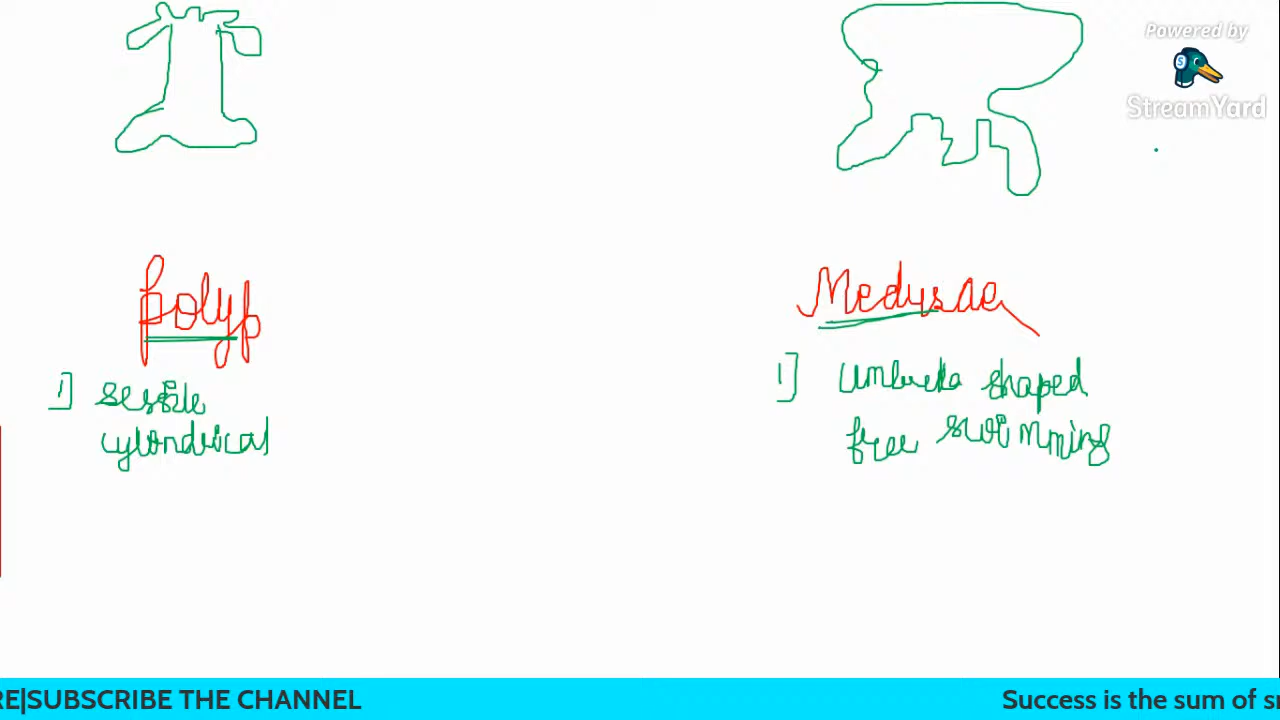 Powered by
StreamYard
polyp
Medusae
1] sessile
cylindrical
1] umbrella shaped
free swimming
RE|SUBSCRIBE THE CHANNEL
Success is the sum of s